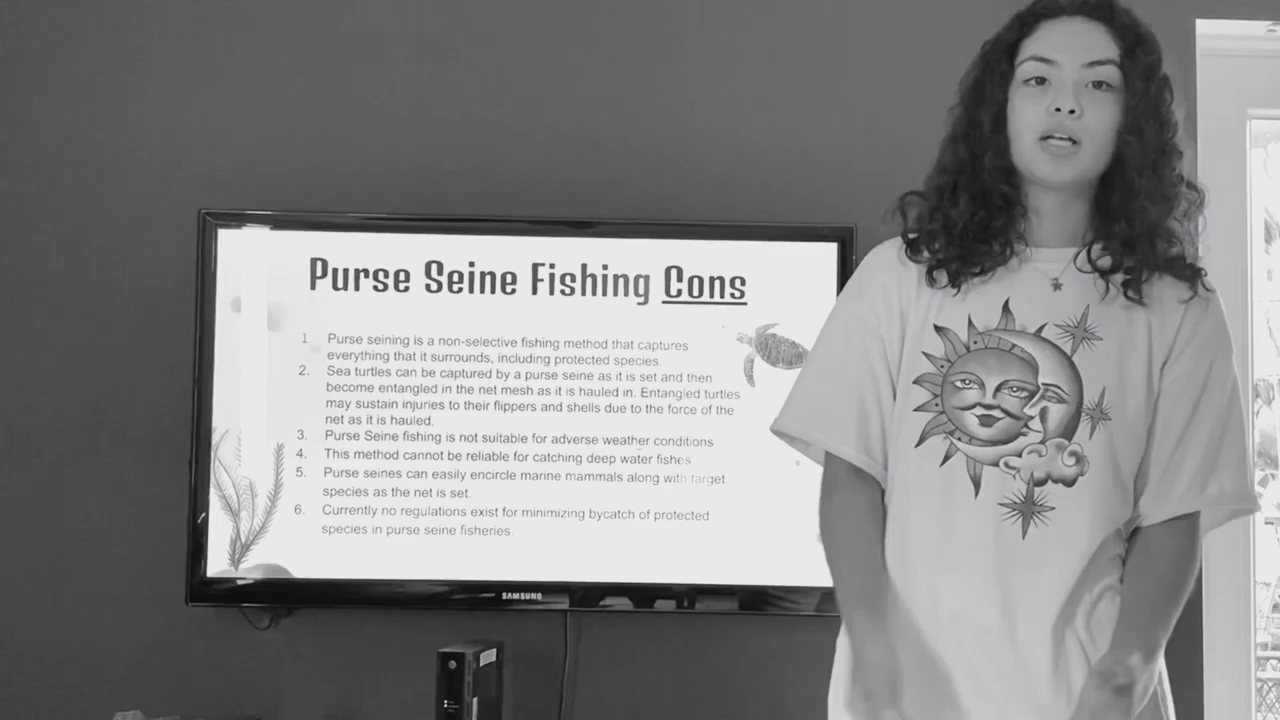 Purse Seine Fishing Cons
1. Purse seining is a non-selective fishing method that captures
everything that it surrounds, including protected species.
2. Sea turtles can be captured by a purse seine as it is set and then
become entangled in the net mesh as it is hauled in. Entangled turtles
may sustain injuries to their flippers and shells due to the force of the
net as it is hauled.
3. Purse Seine fishing is not suitable for adverse weather conditions
4. This method cannot be reliable for catching deep water fishes
5. Purse seines can easily encircle marine mammals along with target
species as the net is set.
6. Currently no regulations exist for minimizing bycatch of protected
species in purse seine fisheries.
SAMSUNG